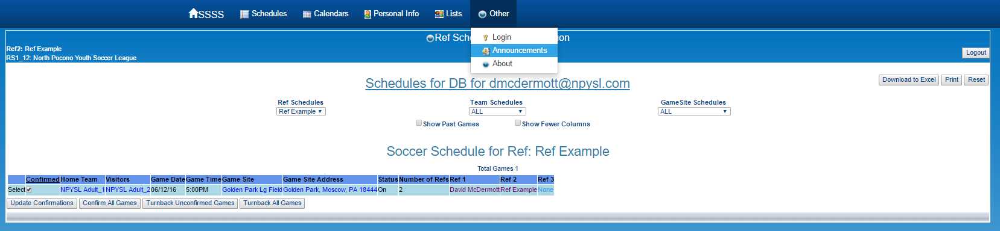 SSSS Schedules Calendars Personal Info Lists Other
Login
Announcements
About
Ref Sch ion
Ref2: Ref Example
RS1_12: North Pocono Youth Soccer League
Logout
Schedules for DB for dmcdermott@npysl.com
Download to Excel Print Reset
Ref Schedules Team Schedules GameSite Schedules
Ref Example ALL ALL
Show Past Games Show Fewer Columns
Soccer Schedule for Ref: Ref Example
Total Games 1
Confirmed Home Team Visitors Game Date Game Time Game Site Game Site Address Status Number of Refs Ref 1 Ref 2 Ref 3
Select NPYSL Adult_1 NPYSL Adult_2 06/12/16 5:00PM Golden Park Lg Field Golden Park, Moscow, PA 18444 On 2 David McDermott Ref Example None
Update Confirmations Confirm All Games Turnback Unconfirmed Games Turnback All Games